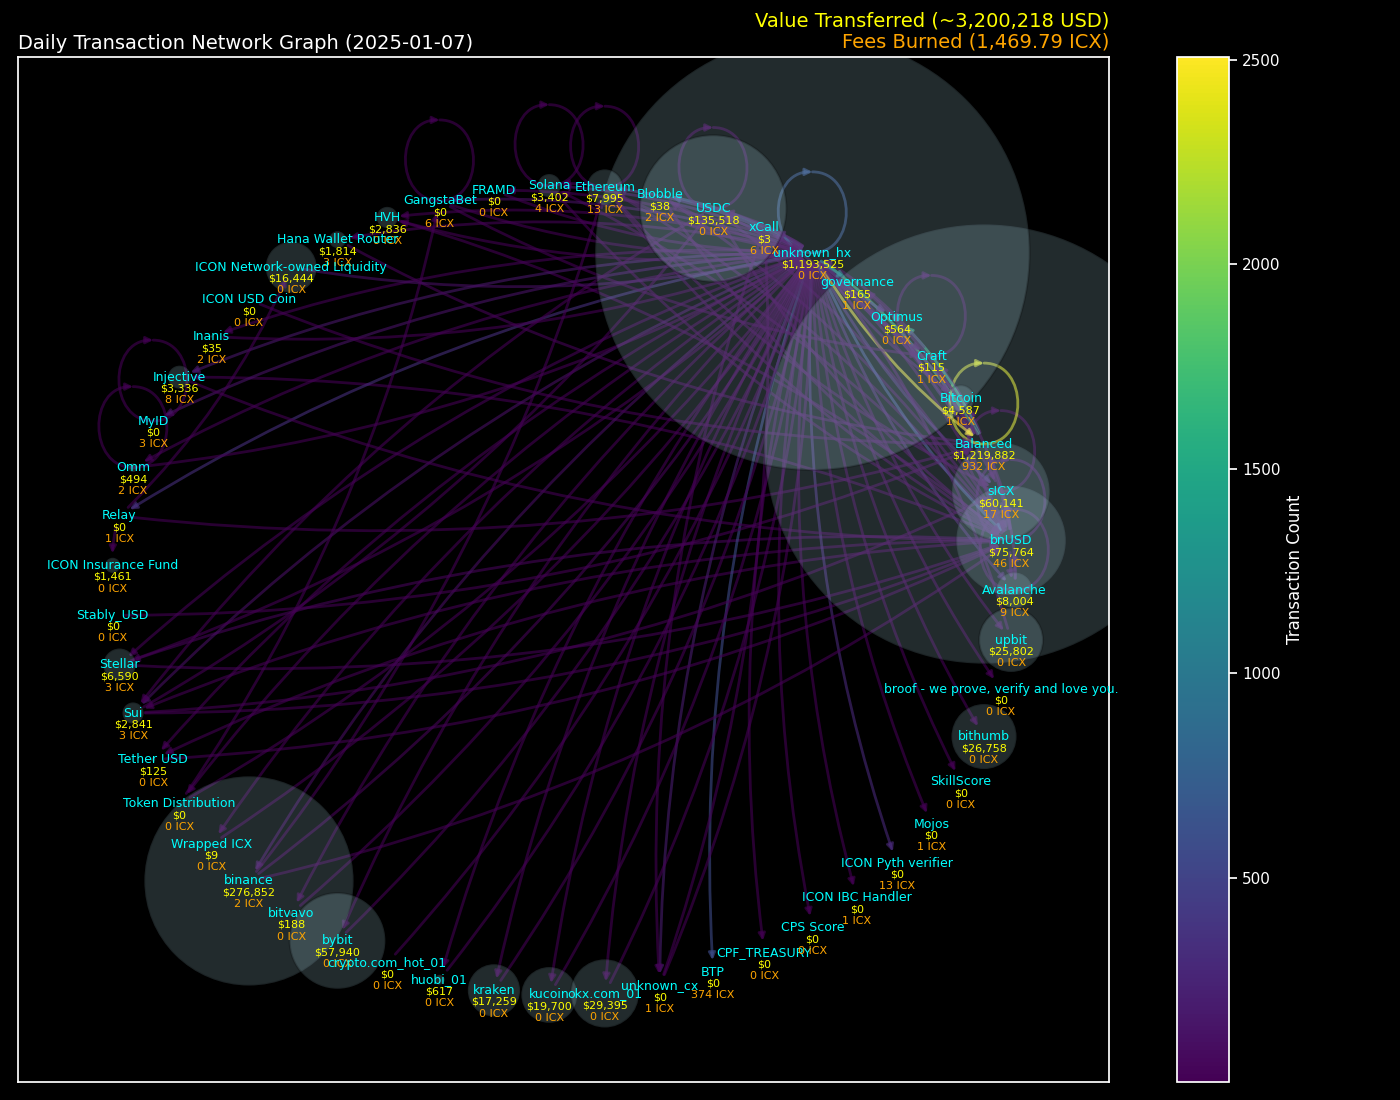 Value Transferred (~3,200,218 USD)
Daily Transaction Network Graph (2025-01-07)
Fees Burned (1,469.79 ICX)
Solana
$3,402
4 ICX
Ethereum
$7,995
13 ICX
FRAMD
$0
0 ICX
Blobble
$38
2 ICX
GangstaBet
$0
6 ICX
USDC
$135,518
0 ICX
HVH
$2,836
ICX
xCall
$3
6 ICX
Hana Wallet Router
$1,814
3 ICX
unknown_hx
$1,193,525
0 ICX
ICON Network-owned Liquidity
$16,444
0 ICX
governance
$165
1 ICX
ICON USD Coin
$0
0 ICX
Optimus
$564
0 ICX
Inanis
$35
2 ICX
Craft
$115
1 ICX
Injective
$3,336
8 ICX
Bitcoin
$4,587
1 ICX
MyID
$0
3 ICX
Balanced
$1,219,882
932 ICX
Omm
$494
2 ICX
sICX
$60,141
17 ICX
Relay
$0
1 ICX
bnUSD
$75,764
46 ICX
ICON Insurance Fund
$1,461
0 ICX
Avalanche
$8,004
9 ICX
Stably_USD
$0
0 ICX
upbit
$25,802
0 ICX
Stellar
$6,590
3 ICX
broof - we prove, verify and love you.
$0
0 ICX
Sui
$2,841
3 ICX
bithumb
$26,758
0 ICX
Tether USD
$125
0 ICX
SkillScore
$0
0 ICX
Token Distribution
$0
0 ICX
Mojos
$0
1 ICX
Wrapped ICX
$9
0 ICX
ICON Pyth verifier
$0
13 ICX
binance
$276,852
2 ICX
ICON IBC Handler
$0
1 ICX
bitvavo
$188
0 ICX
CPS Score
$0
ICX
bybit
$57,940
0 ICX
CPF_TREASURY
$0
0 ICX
crypto.com_hot_01
$0
0 ICX
BTP
$0
374 ICX
huobi_01
$617
0 ICX
unknown_cx
$0
1 ICX
kraken
$17,259
0 ICX
kucoin
$19,700
0 ICX
okx.com_01
$29,395
0 ICX
2500
2000
1500
1000
500
Transaction Count